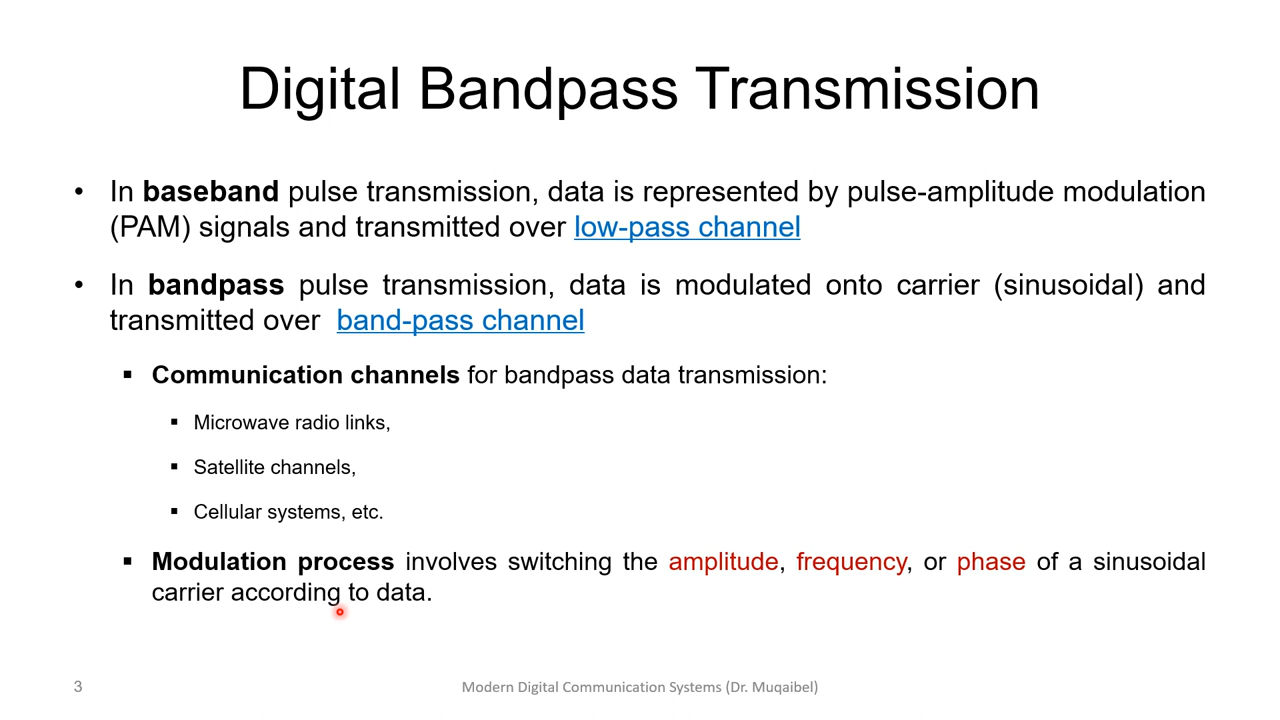 Digital Bandpass Transmission
• In baseband pulse transmission, data is represented by pulse-amplitude modulation
(PAM) signals and transmitted over low-pass channel
• In bandpass pulse transmission, data is modulated onto carrier (sinusoidal) and
transmitted over band-pass channel
▪ Communication channels for bandpass data transmission:
▪ Microwave radio links,
▪ Satellite channels,
▪ Cellular systems, etc.
▪ Modulation process involves switching the amplitude, frequency, or phase of a sinusoidal
carrier according to data.
3 Modern Digital Communication Systems (Dr. Muqaibel)